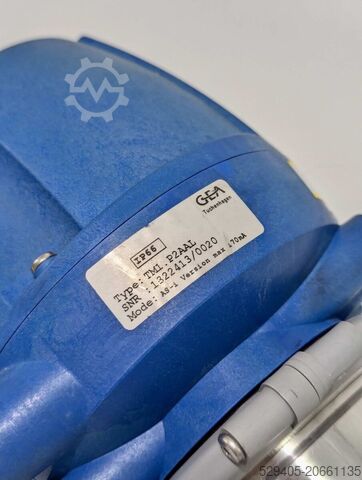 IP66
GEA
Tuchenhagen
Type: TM1.P2AAL
SNR :1322413/0020
Mode: AS-i Version max 170mA
529405-20661135